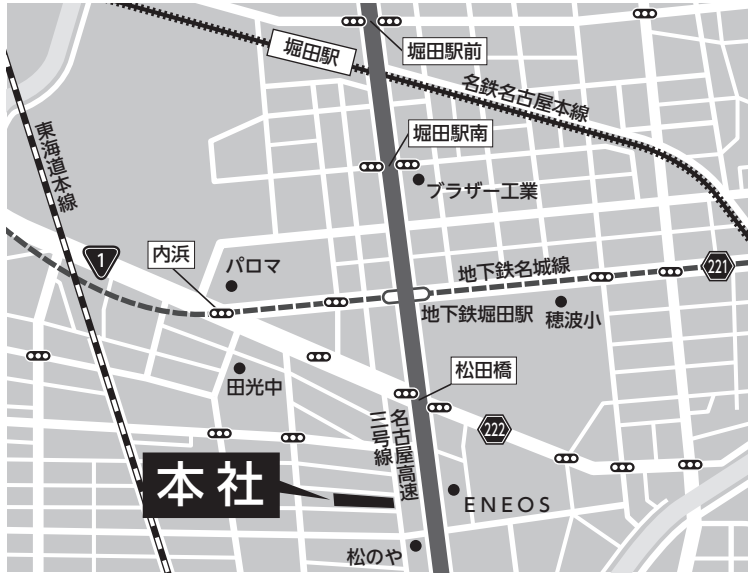 堀田駅
堀田駅前
名鉄名古屋本線
東海道本線
堀田駅南
ブラザー工業
1
内浜
パロマ
地下鉄名城線
221
地下鉄堀田駅
穂波小
田光中
松田橋
名古屋高速
三号線
222
本社
ENEOS
松のや